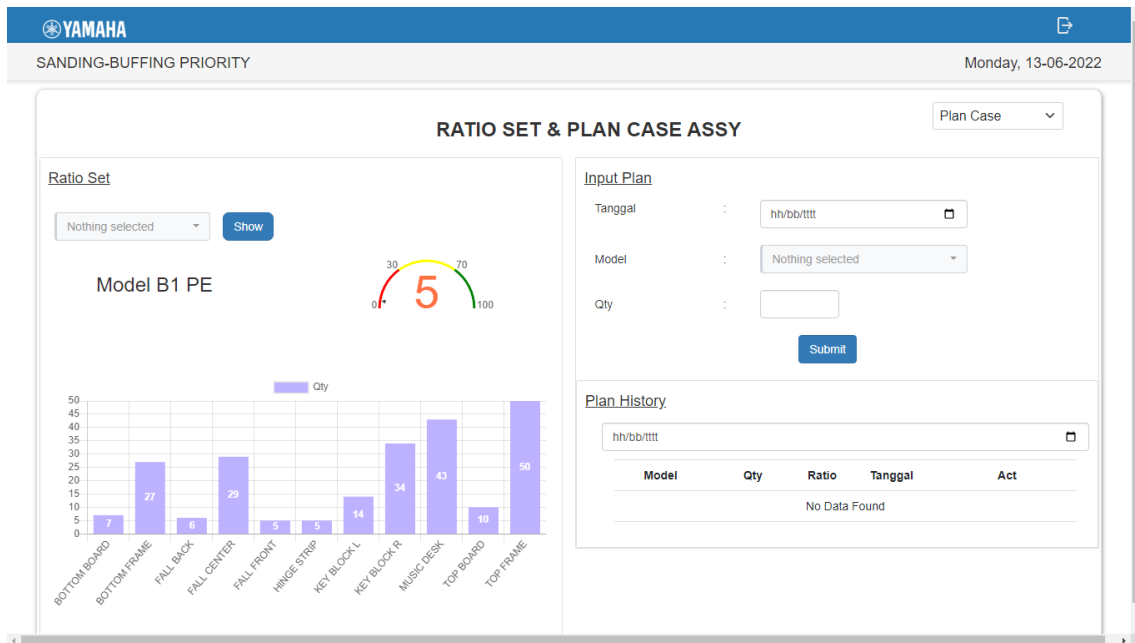 YAMAHA
SANDING-BUFFING PRIORITY
Monday, 13-06-2022
RATIO SET & PLAN CASE ASSY
Plan Case
Ratio Set
Nothing selected
Show
Model B1 PE
30
70
0
5
100
Qty
50
45
40
35
30
25
20
15
10
5
0
7
27
6
29
5
5
14
34
43
10
50
BOTTOM BOARD
BOTTOM FRAME
FALL BACK
FALL CENTER
FALL FRONT
HINGE STRIP
KEY BLOCK L
KEY BLOCK R
MUSIC DESK
TOP BOARD
TOP FRAME
Input Plan
Tanggal : hh/bb/tttt
Model : Nothing selected
Qty :
Submit
Plan History
hh/bb/tttt
Model Qty Ratio Tanggal Act
No Data Found